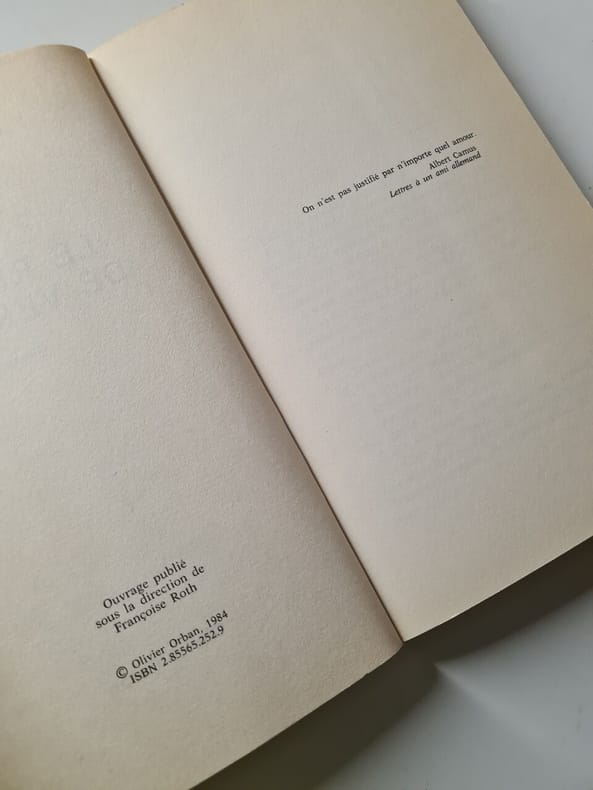 Ouvrage publié
sous la direction de
Françoise Roth
© Olivier Orban, 1984
ISBN 2.85565.252.9
On n'est pas justifié par n'importe quel amour.
Albert Camus
Lettres à un ami allemand